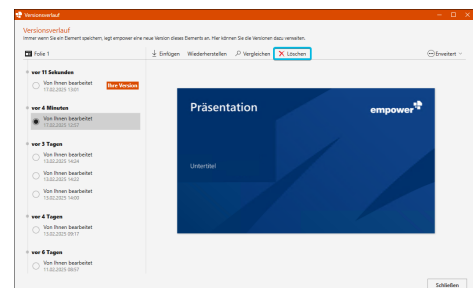 Versionsverlauf
Versionsverlauf
Immer wenn Sie ein Element speichern, legt empower eine neue Version dieses Elements an. Hier können Sie die Versionen dazu verwalten.
Folie 1
Einfügen Wiederherstellen Vergleichen Löschen Erweitert
vor 11 Sekunden
Von Ihnen bearbeitet
17.02.2025 13:01
Ihre Version
vor 4 Minuten
Von Ihnen bearbeitet
17.02.2025 12:57
vor 3 Tagen
Von Ihnen bearbeitet
13.02.2025 14:24
Von Ihnen bearbeitet
13.02.2025 14:22
Von Ihnen bearbeitet
13.02.2025 14:00
vor 4 Tagen
Von Ihnen bearbeitet
13.02.2025 09:17
vor 6 Tagen
Von Ihnen bearbeitet
11.02.2025 08:57
Präsentation
empower
Untertitel
Schließen